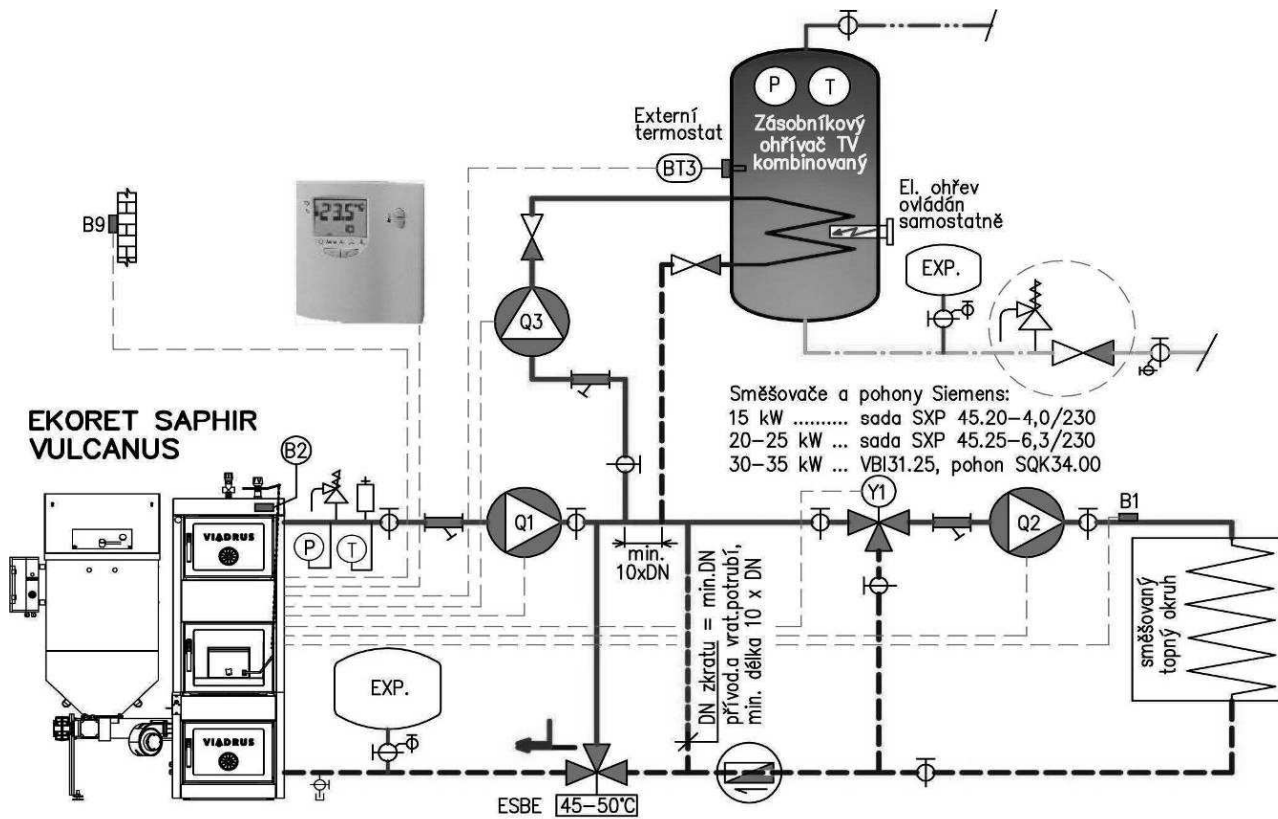 P
T
Zásobníkový
ohřívač TV
kombinovaný
Externí
termostat
BT3
El. ohřev
ovládán
samostatně
B9
23.5°C
EXP.
Q3
Směšovače a pohony Siemens:
15 kW .......... sada SXP 45.20-4,0/230
20-25 kW ... sada SXP 45.25-6,3/230
30-35 kW ... VBI31.25, pohon SQK34.00
EKORET SAPHIR
VULCANUS
B2
Y1
B1
Q1
Q2
P
T
VIADRUS
min.
10xDN
DN zkratu = min.DN
přívod.a vrat.potrubí,
min. délka 10 x DN
směšovaný
topný okruh
EXP.
VIADRUS
ESBE
45-50°C